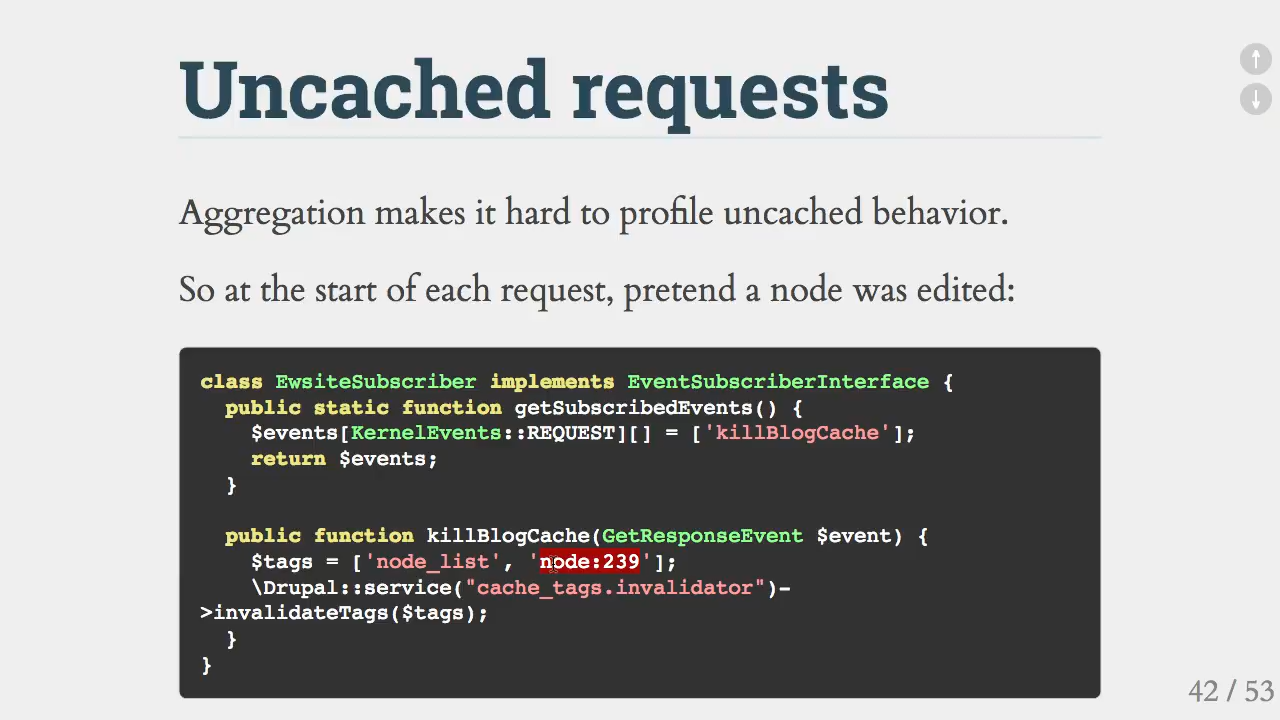 Uncached requests
Aggregation makes it hard to profile uncached behavior.
So at the start of each request, pretend a node was edited:
class EwsiteSubscriber implements EventSubscriberInterface {
  public static function getSubscribedEvents() {
    $events[KernelEvents::REQUEST][] = ['killBlogCache'];
    return $events;
  }
  public function killBlogCache(GetResponseEvent $event) {
    $tags = ['node_list', 'node:239'];
    \Drupal::service("cache_tags.invalidator")-
>invalidateTags($tags);
  }
}
42 / 53